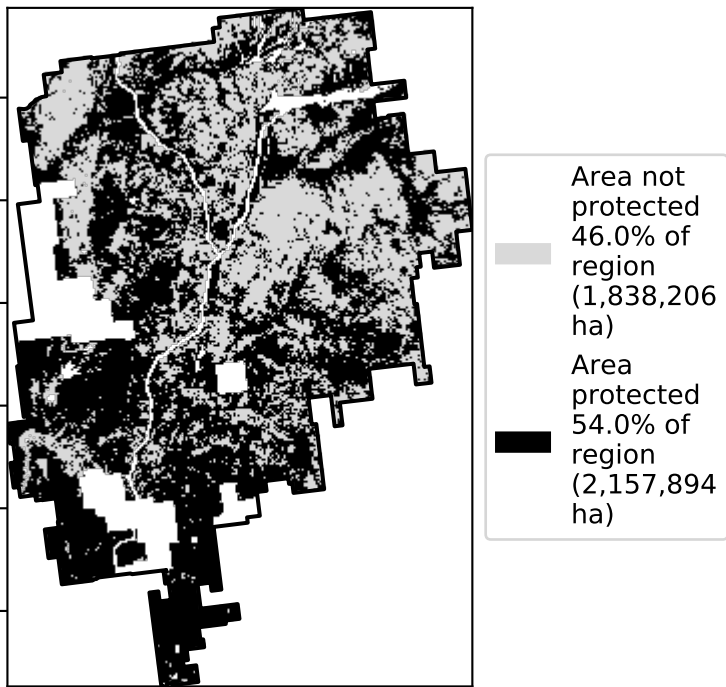 Area not
protected
46.0% of
region
(1,838,206
ha)
Area
protected
54.0% of
region
(2,157,894
ha)